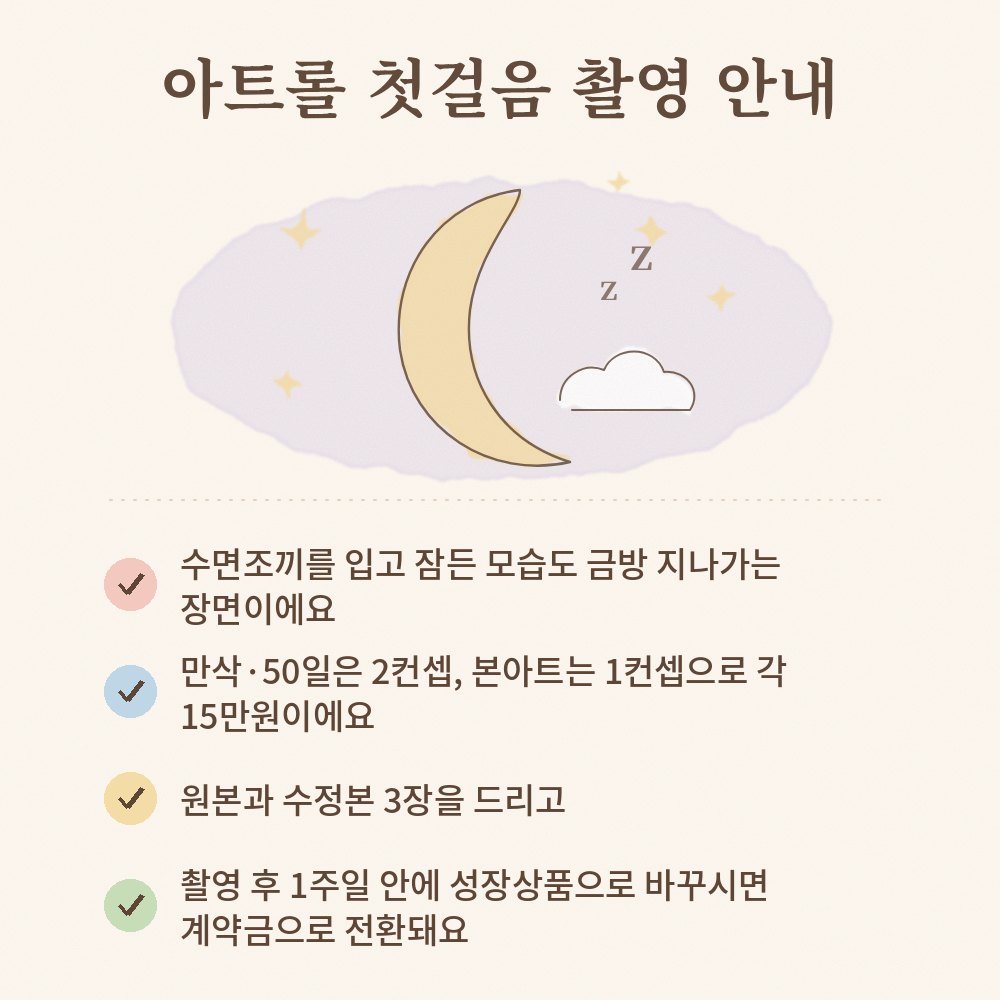 아트롤 첫걸음 촬영 안내
Z
z
수면조끼를 입고 잠든 모습도 금방 지나가는
장면이에요
만삭·50일은 2컨셉, 본아트는 1컨셉으로 각
15만원이에요
원본과 수정본 3장을 드리고
촬영 후 1주일 안에 성장상품으로 바꾸시면
계약금으로 전환돼요